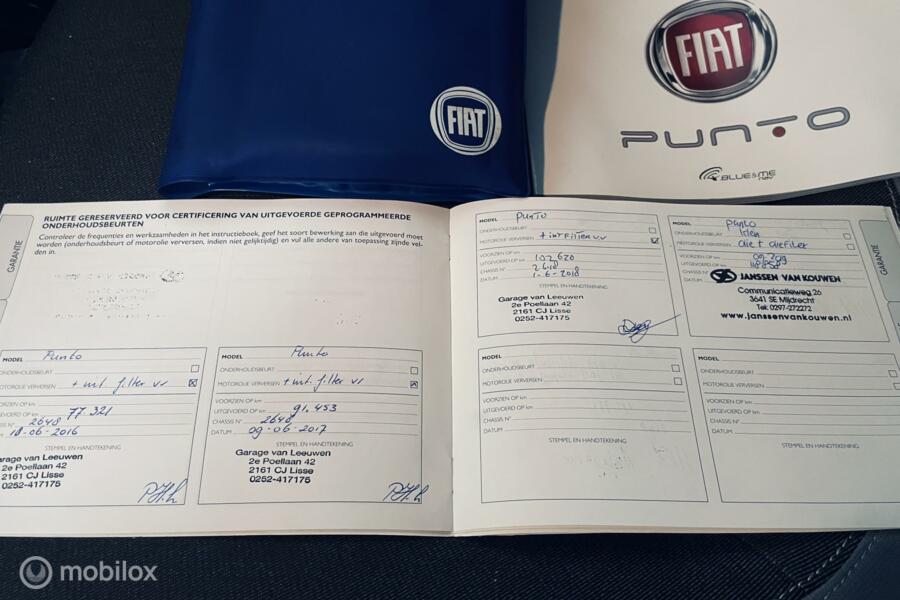 FIAT
FIAT
PUNTO
BLUE&ME
GARANTIE
RUIMTE GERESERVEERD VOOR CERTIFICERING VAN UITGEVOERDE GEPROGRAMMEERDE
ONDERHOUDSBEURTEN
Controleer de frequenties en werkzaamheden in het instructieboek, geef het soort bewerking aan die uitgevoerd moet
worden (onderhoudsbeurt of motorolie verversen, indien niet gelijktijdig) en vul alle andere van toepassing zijnde vel-
den in.
MODEL Punto
ONDERHOUDSBEURT
MOTOROLIE VERVERSEN + int. filter vv
VOORZIEN OP km
UITGEVOERD OP km 77.321
CHASSIS N° 2648
DATUM 18-06-2016
STEMPEL EN HANDTEKENING
Garage van Leeuwen
2e Poellaan 42
2161 CJ Lisse
0252-417175
MODEL Punto
ONDERHOUDSBEURT
MOTOROLIE VERVERSEN + int. filter vv
VOORZIEN OP km
UITGEVOERD OP km 91.453
CHASSIS N° 2648
DATUM 09-06-2017
STEMPEL EN HANDTEKENING
Garage van Leeuwen
2e Poellaan 42
2161 CJ Lisse
0252-417175
MODEL Punto
ONDERHOUDSBEURT
MOTOROLIE VERVERSEN + int Filter vv
VOORZIEN OP km
UITGEVOERD OP km 102.620
CHASSIS N° 2648
DATUM 1-6-2018
STEMPEL EN HANDTEKENING
Garage van Leeuwen
2e Poellaan 42
2161 CJ Lisse
0252-417175
MODEL Punto
ONDERHOUDSBEURT
MOTOROLIE VERVERSEN olie + oliefilter
VOORZIEN OP km
UITGEVOERD OP km
CHASSIS N°
DATUM
JANSSEN VAN KOUWEN
Communicatieweg 26
3641 SE Mijdrecht
Tel: 0297-272272
www.janssenvankouwen.nl
GARANTIE
MODEL
ONDERHOUDSBEURT
MOTOROLIE VERVERSEN
VOORZIEN OP km
UITGEVOERD OP km
CHASSIS N°
DATUM
STEMPEL EN HANDTEKENING
MODEL
ONDERHOUDSBEURT
MOTOROLIE VERVERSEN
VOORZIEN OP km
UITGEVOERD OP km
CHASSIS N°
DATUM
STEMPEL EN HANDTEKENING
mobilox